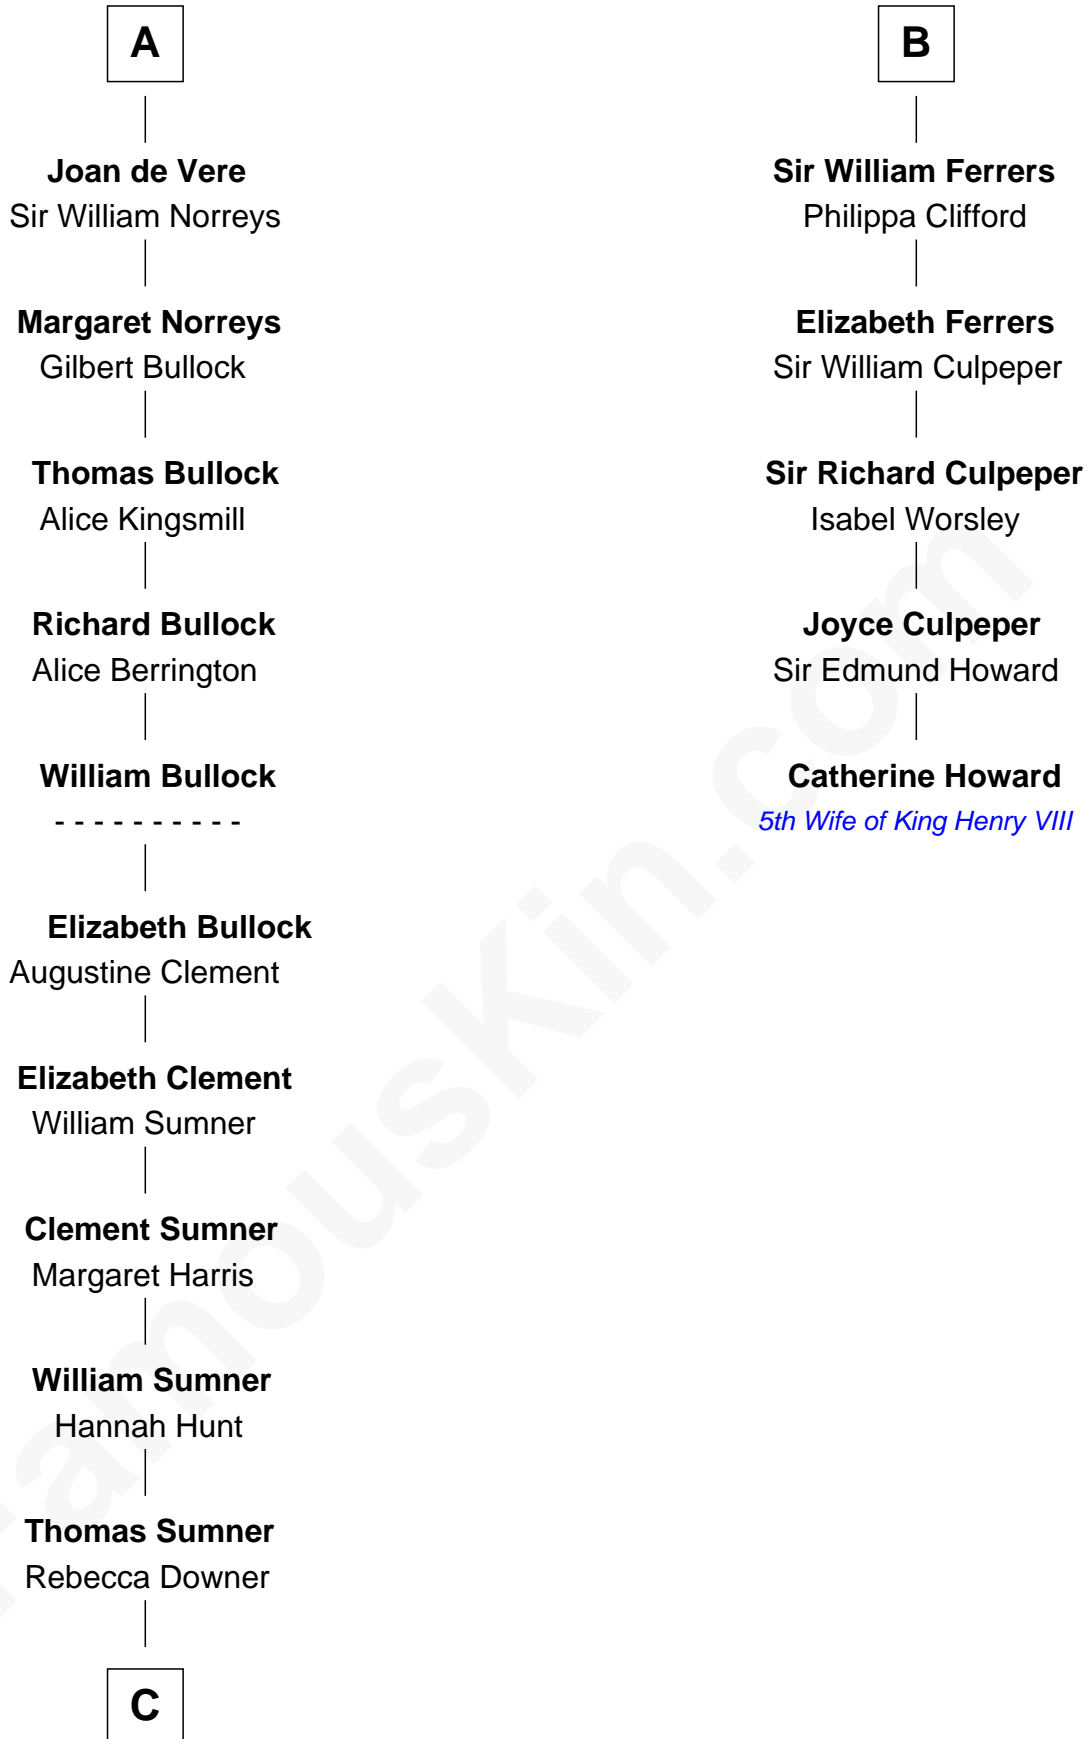 A
Joan de Vere
Sir William Norreys
Margaret Norreys
Gilbert Bullock
Thomas Bullock
Alice Kingsmill
Richard Bullock
Alice Berrington
William Bullock
- - - - - - - - - -
Elizabeth Bullock
Augustine Clement
Elizabeth Clement
William Sumner
Clement Sumner
Margaret Harris
William Sumner
Hannah Hunt
Thomas Sumner
Rebecca Downer
C
B
Sir William Ferrers
Philippa Clifford
Elizabeth Ferrers
Sir William Culpeper
Sir Richard Culpeper
Isabel Worsley
Joyce Culpeper
Sir Edmund Howard
Catherine Howard
5th Wife of King Henry VIII
FamousKin.com